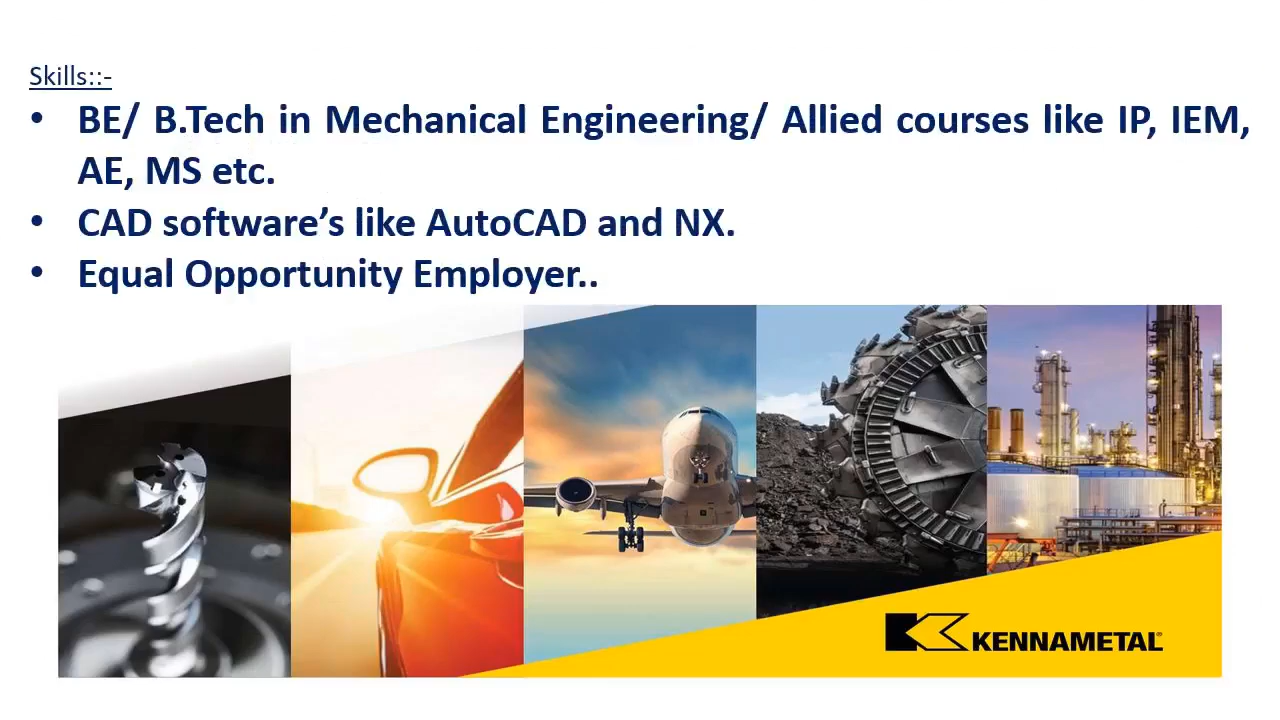 Skills::-
• BE/ B.Tech in Mechanical Engineering/ Allied courses like IP, IEM,
AE, MS etc.
• CAD software’s like AutoCAD and NX.
• Equal Opportunity Employer..
KENNAMETAL®